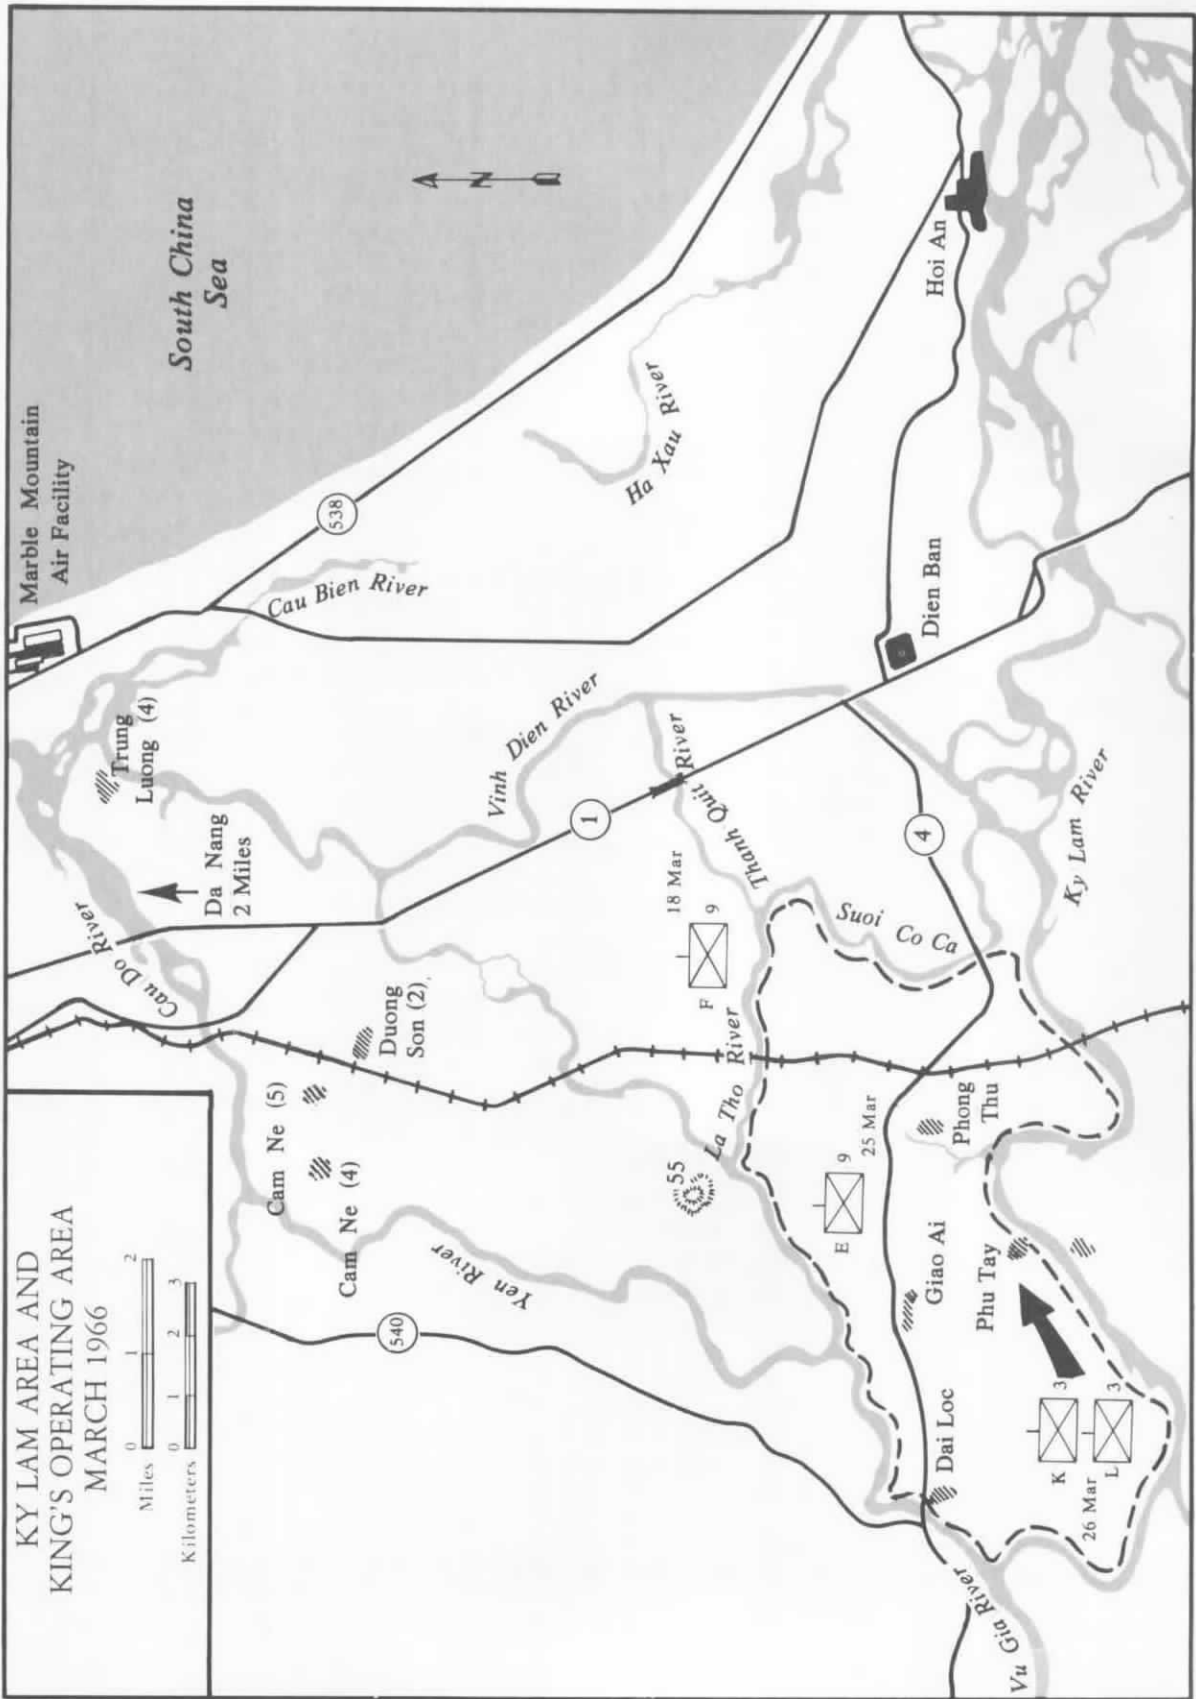 KY LAM AREA AND
KING'S OPERATING AREA
MARCH 1966
0 1 2
Miles
0 1 2 3
Kilometers
Marble Mountain
Air Facility
South China
Sea
N
Trung
Luong (4)
Da Nang
2 Miles
Cau Do River
538
Cau Bien River
Cam Ne (5)
Cam Ne (4)
Duong
Son (2)
540
Yen River
Vinh Dien River
1
Ha Xau River
55
La Tho River
18 Mar
F 9
Thanh Quit River
Suoi Co Ca
E 9
25 Mar
4
Dien Ban
Hoi An
Dai Loc
Giao Ai
Phong
Thu
Phu Tay
K 3
L 3
26 Mar
Vu Gia River
Ky Lam River